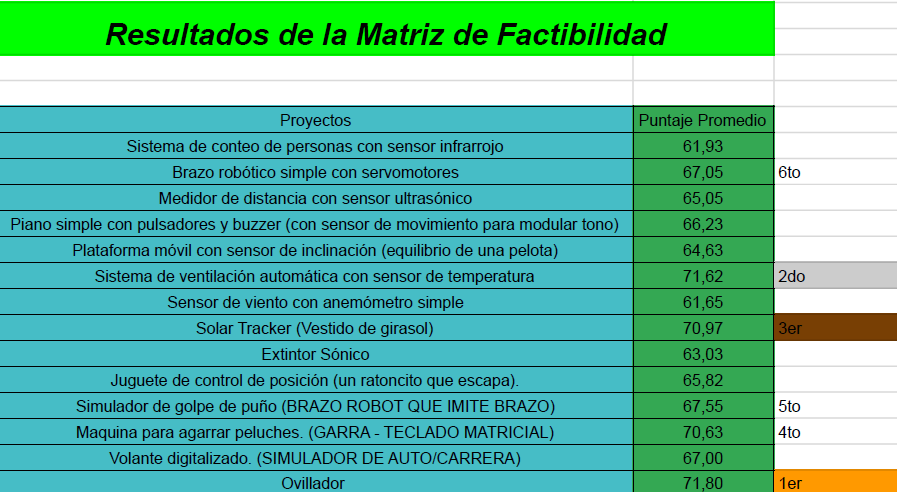 Resultados de la Matriz de Factibilidad
Proyectos Puntaje Promedio
Sistema de conteo de personas con sensor infrarrojo 61,93
Brazo robótico simple con servomotores 67,05 6to
Medidor de distancia con sensor ultrasónico 65,05
Piano simple con pulsadores y buzzer (con sensor de movimiento para modular tono) 66,23
Plataforma móvil con sensor de inclinación (equilibrio de una pelota) 64,63
Sistema de ventilación automática con sensor de temperatura 71,62 2do
Sensor de viento con anemómetro simple 61,65
Solar Tracker (Vestido de girasol) 70,97 3er
Extintor Sónico 63,03
Juguete de control de posición (un ratoncito que escapa). 65,82
Simulador de golpe de puño (BRAZO ROBOT QUE IMITE BRAZO) 67,55 5to
Maquina para agarrar peluches. (GARRA - TECLADO MATRICIAL) 70,63 4to
Volante digitalizado. (SIMULADOR DE AUTO/CARRERA) 67,00
Ovillador 71,80 1er